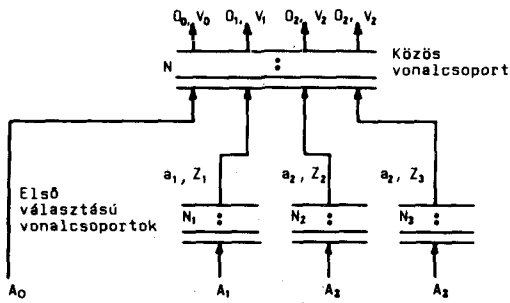 O₀, V₀ O₁, V₁ O₂, V₂ O₂, V₂
N
Közös
vonalcsoport
a₁, Z₁ a₂, Z₂ a₂, Z₃
Első
választású
vonalcsoportok
N₁ N₂ N₃
A₀ A₁ A₃ A₃